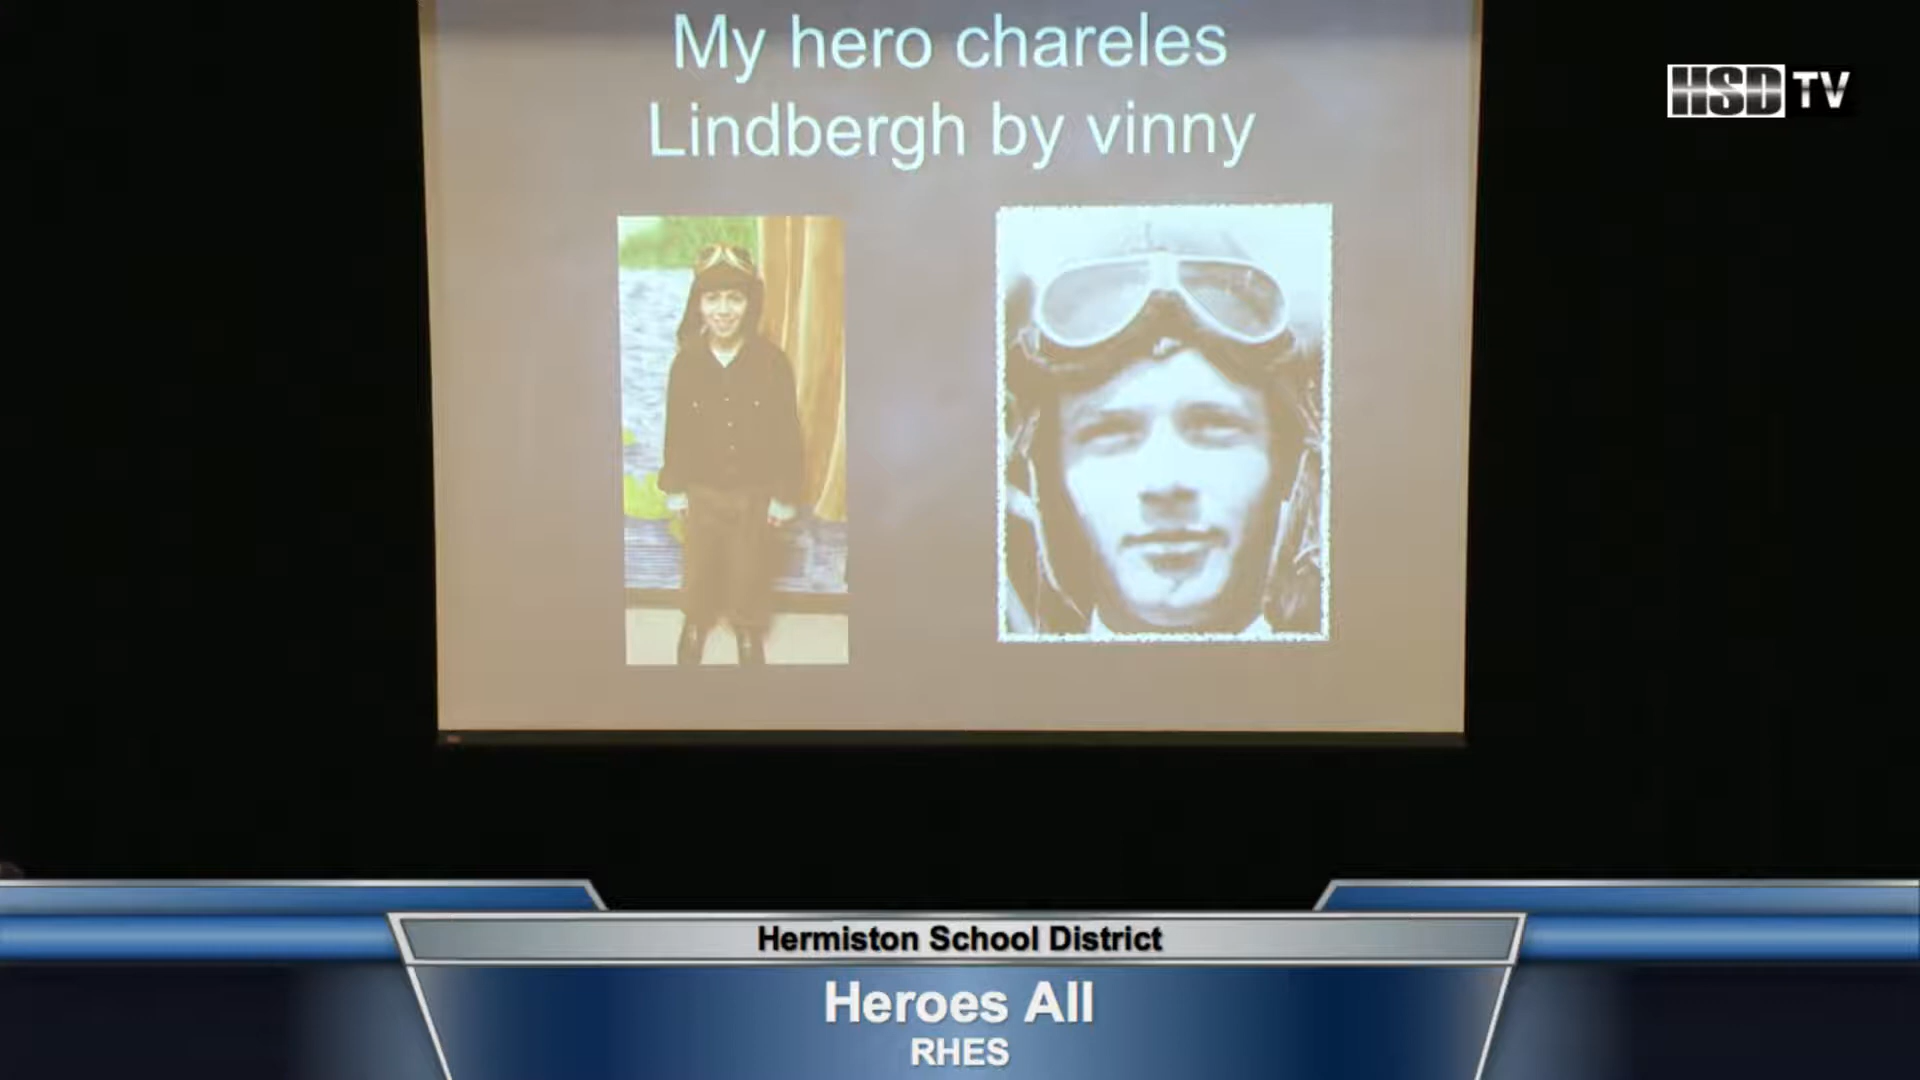 My hero chareles
Lindbergh by vinny
HSD TV
Hermiston School District
Heroes All
RHES